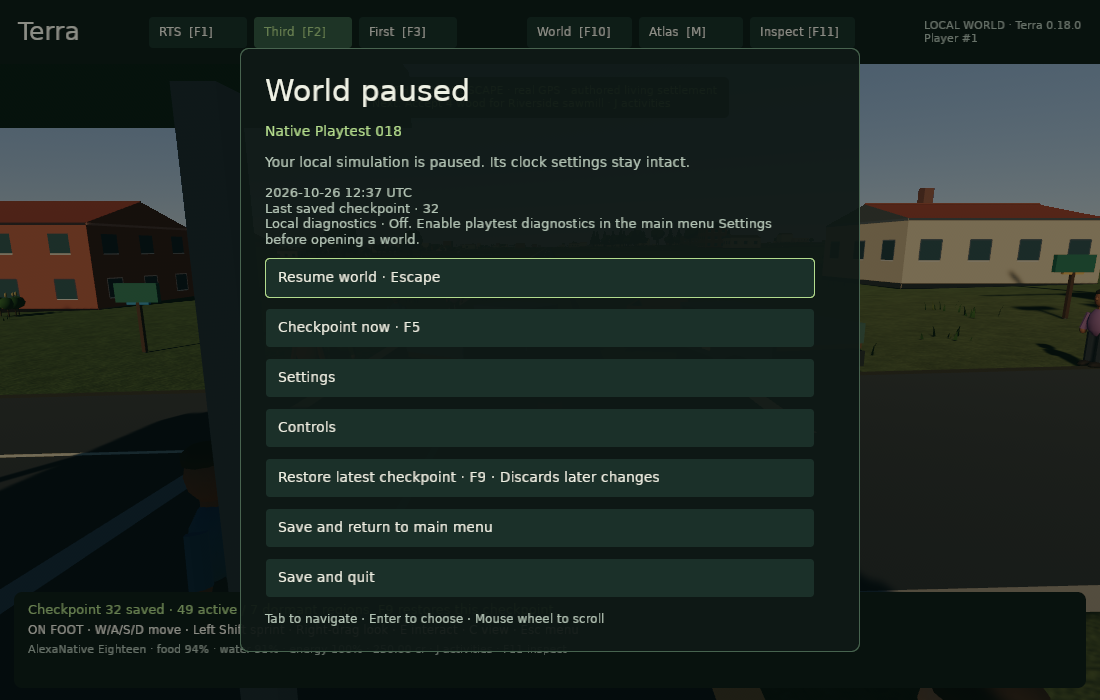 Terra
RTS [F1]
Third [F2]
First [F3]
World [F10]
Atlas [M]
Inspect [F11]
LOCAL WORLD · Terra 0.18.0
Player #1
World paused
Native Playtest 018
Your local simulation is paused. Its clock settings stay intact.
2026-10-26 12:37 UTC
Last saved checkpoint · 32
Local diagnostics · Off. Enable playtest diagnostics in the main menu Settings
before opening a world.
Resume world · Escape
Checkpoint now · F5
Settings
Controls
Restore latest checkpoint · F9 · Discards later changes
Save and return to main menu
Save and quit
Tab to navigate · Enter to choose · Mouse wheel to scroll
Checkpoint 32 saved · 49 active
ON FOOT · W/A/S/D move · Left Shift sprint
AlexaNative Eighteen · food 94% · water